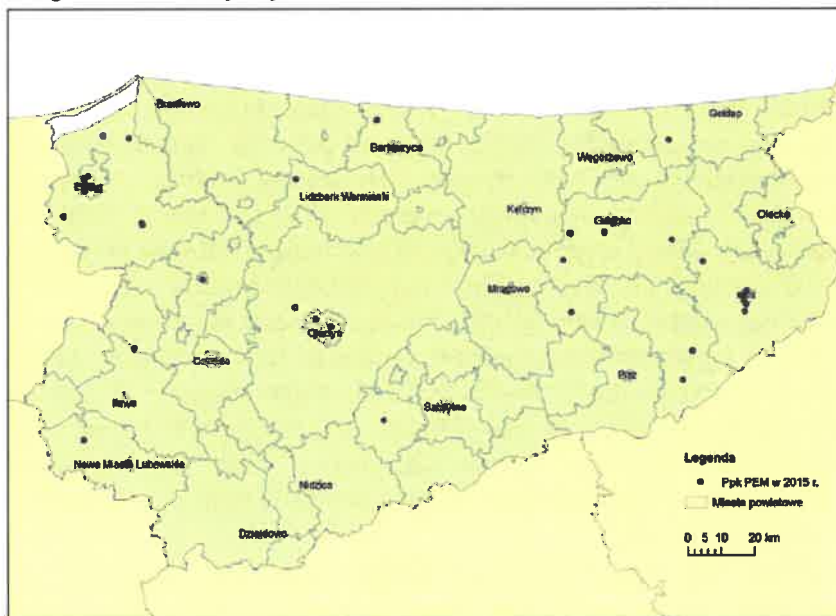 Braniewo
Bartoszyce
Gołdap
Węgorzewo
Lidzbark Warmiński
Kętrzyn
Giżycko
Olecko
Mrągowo
Olsztyn
Ostróda
Pisz
Iława
Szczytno
Nowe Miasto Lubawskie
Nidzica
Działdowo
Legenda
Ppk PEM w 2015 r.
Miasta powiatowe
0 5 10 20 km